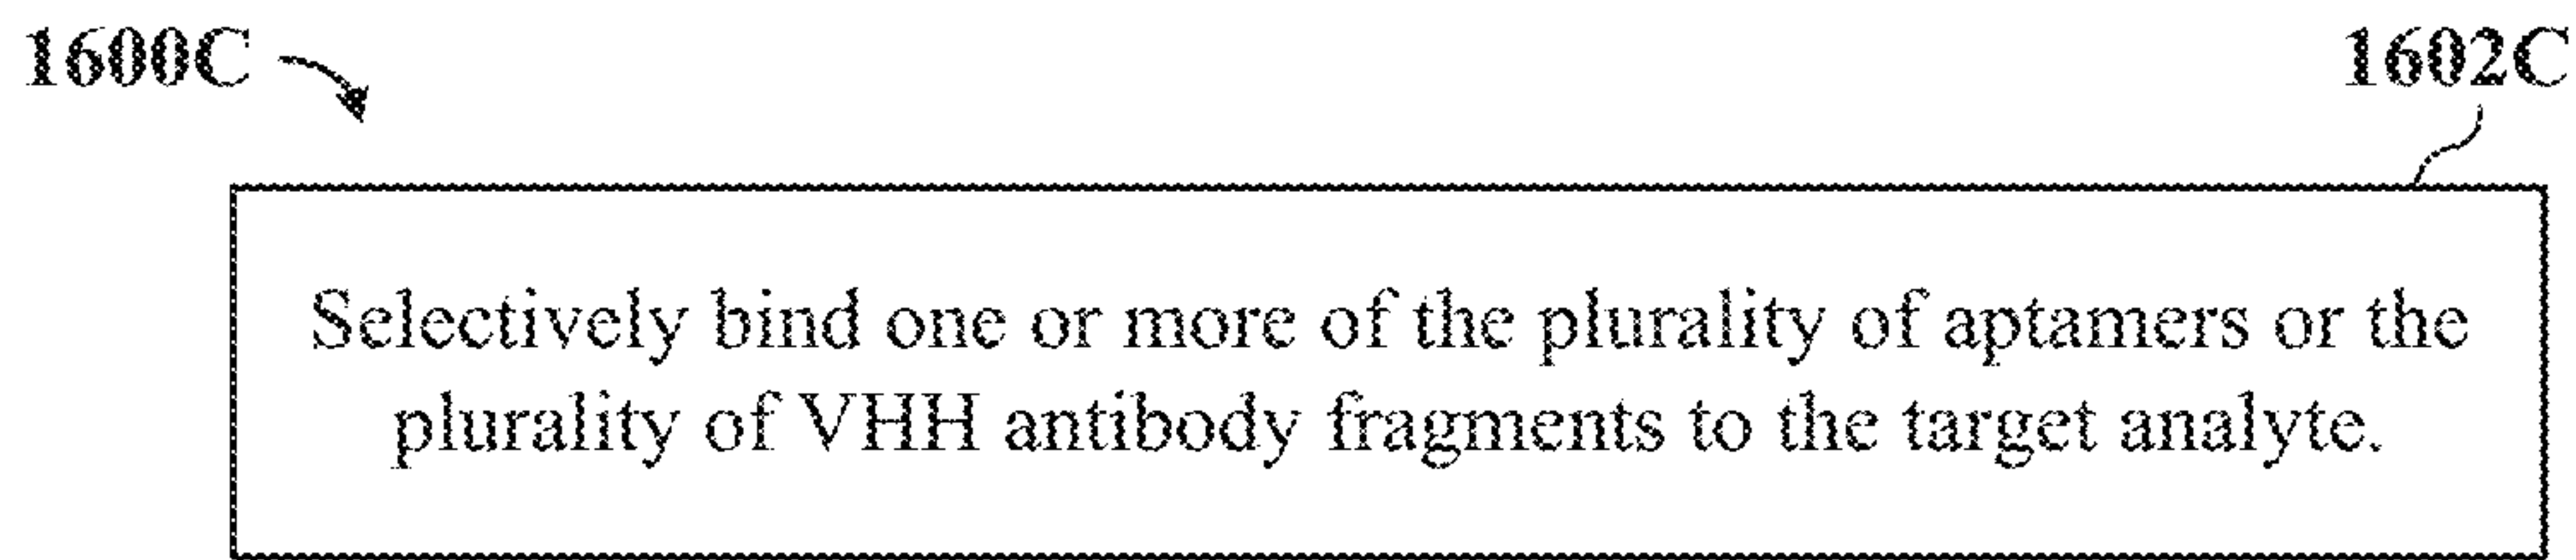 1600C
1602C
Selectively bind one or more of the plurality of aptamers or the
plurality of VHH antibody fragments to the target analyte.